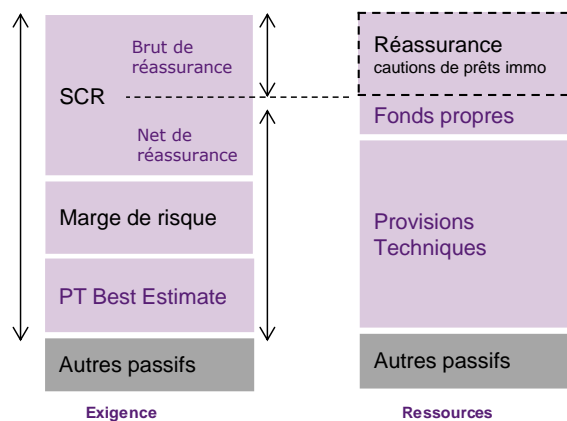 Brut de
réassurance
SCR
Net de
réassurance
Marge de risque
PT Best Estimate
Autres passifs
Exigence
Réassurance
cautions de prêts immo
Fonds propres
Provisions
Techniques
Autres passifs
Ressources